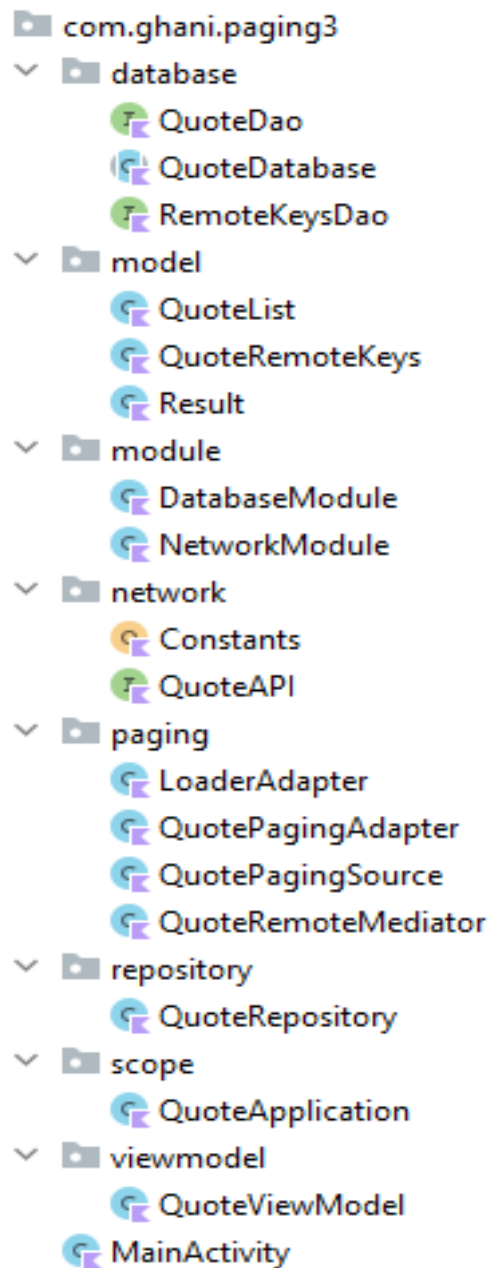 com.ghani.paging3
database
QuoteDao
QuoteDatabase
RemoteKeysDao
model
QuoteList
QuoteRemoteKeys
Result
module
DatabaseModule
NetworkModule
network
Constants
QuoteAPI
paging
LoaderAdapter
QuotePagingAdapter
QuotePagingSource
QuoteRemoteMediator
repository
QuoteRepository
scope
QuoteApplication
viewmodel
QuoteViewModel
MainActivity